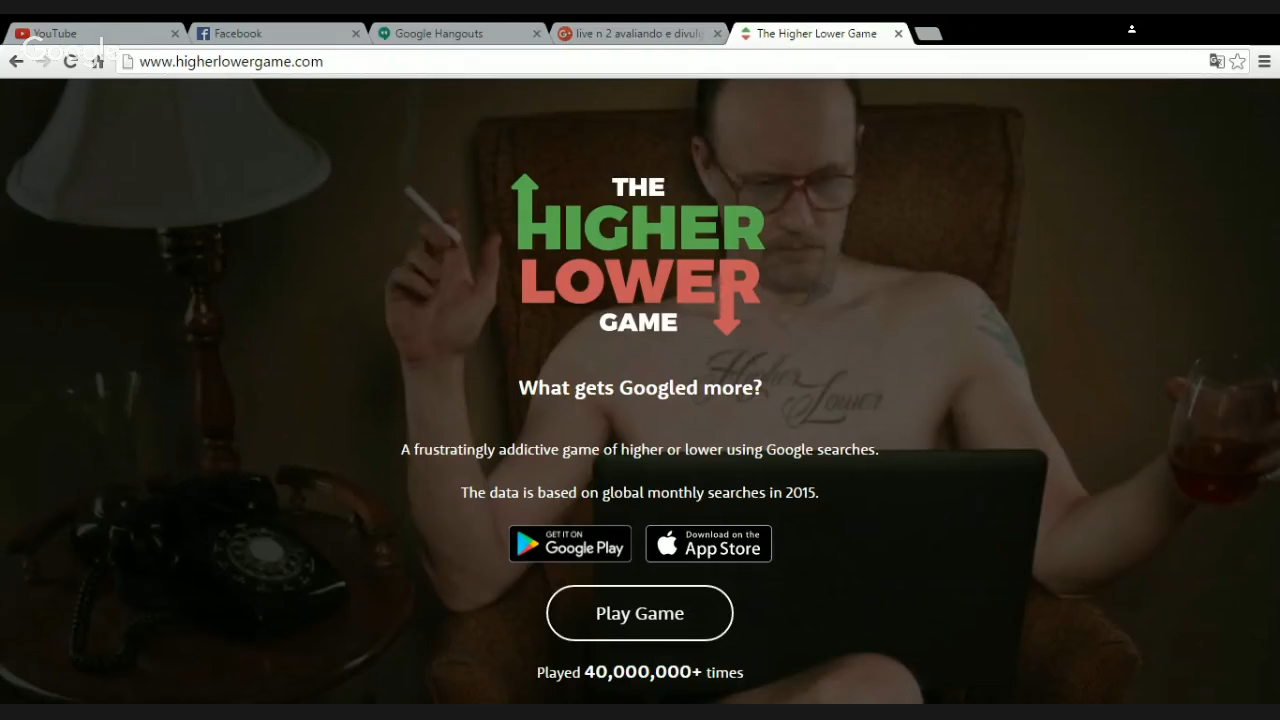 YouTube
Facebook
Google Hangouts
live n 2 avaliando e divulg
The Higher Lower Game
Google
www.higherlowergame.com
THE
HIGHER
LOWER
GAME
Higher
Lower
What gets Googled more?
A frustratingly addictive game of higher or lower using Google searches.
The data is based on global monthly searches in 2015.
GET IT ON
Google Play
Download on the
App Store
Play Game
Played 40,000,000+ times